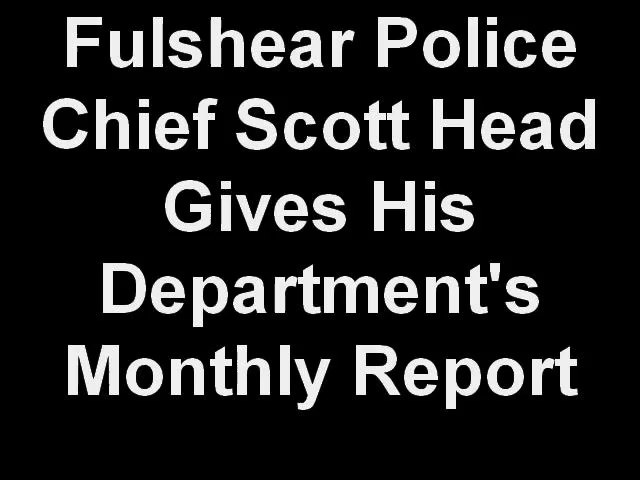 Fulshear Police
Chief Scott Head
Gives His
Department's
Monthly Report